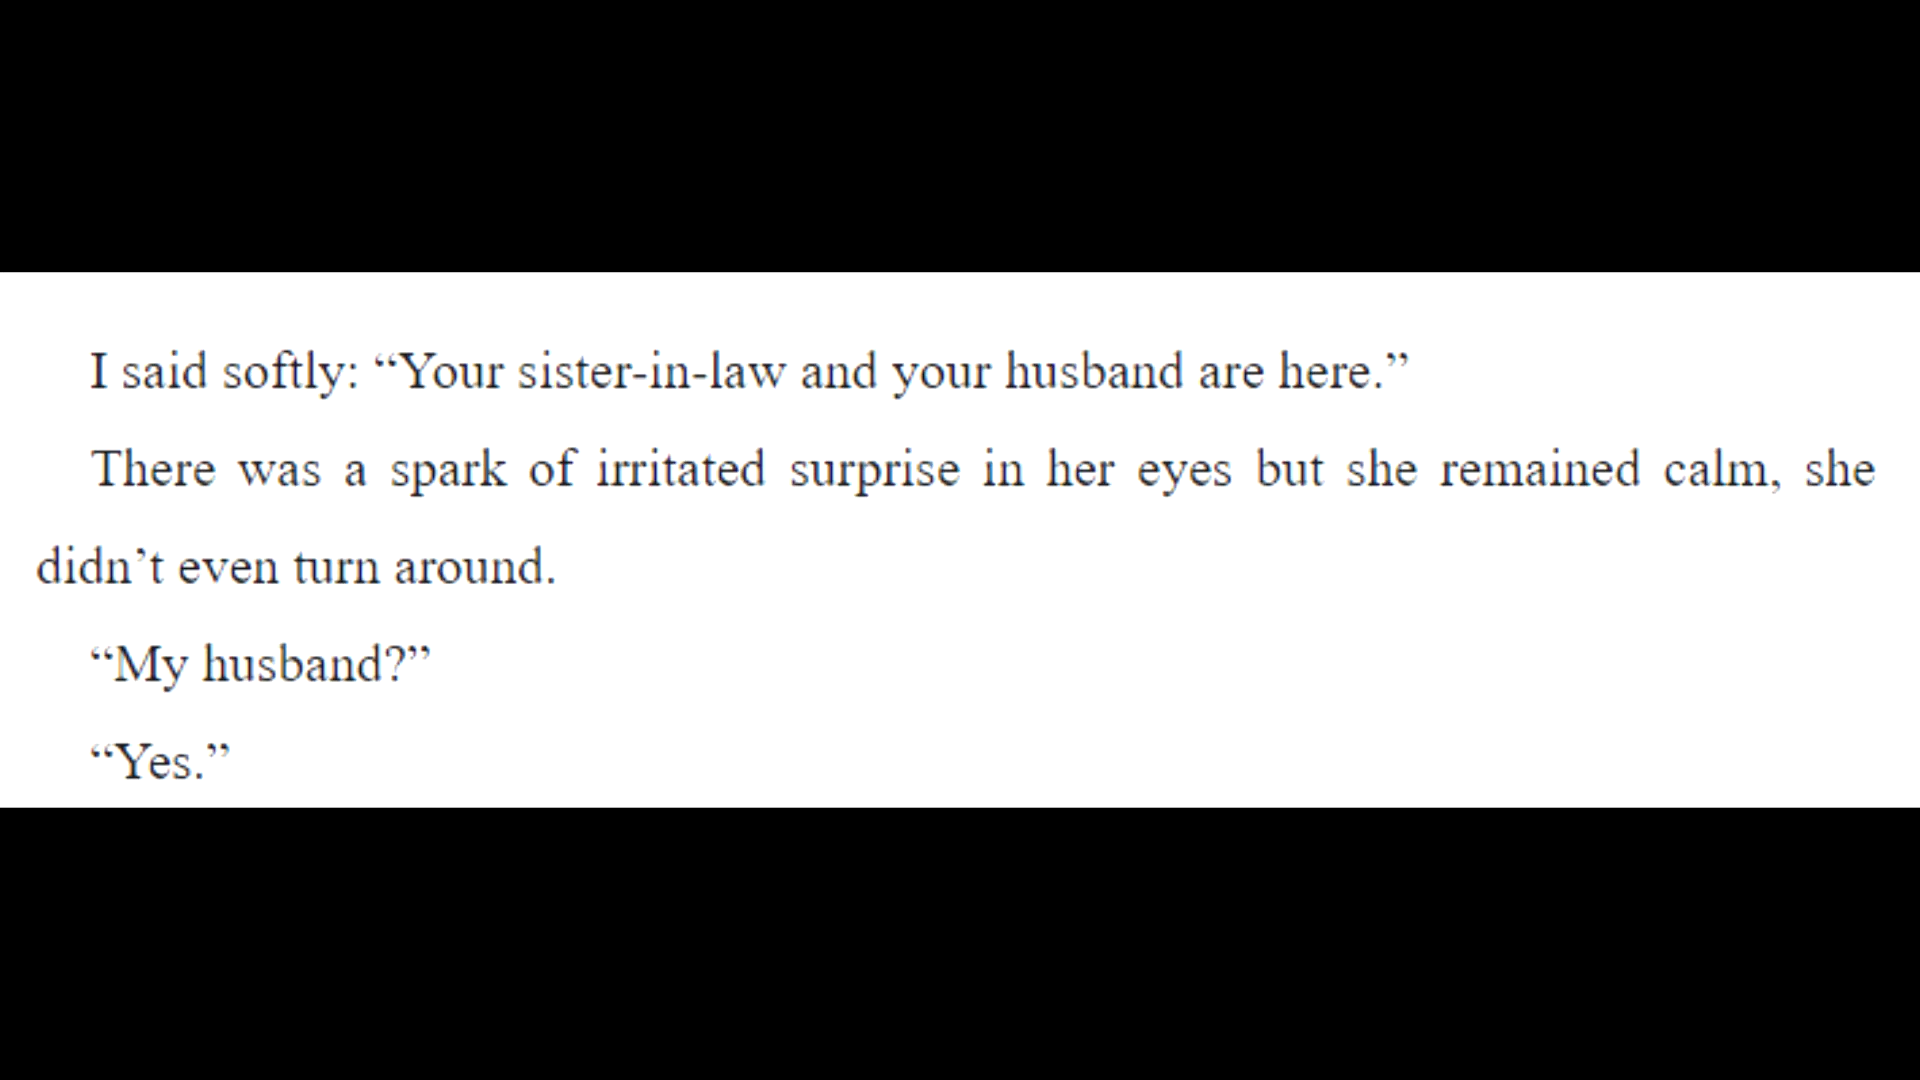 I said softly: “Your sister-in-law and your husband are here.”
There was a spark of irritated surprise in her eyes but she remained calm, she
didn’t even turn around.
“My husband?”
“Yes.”